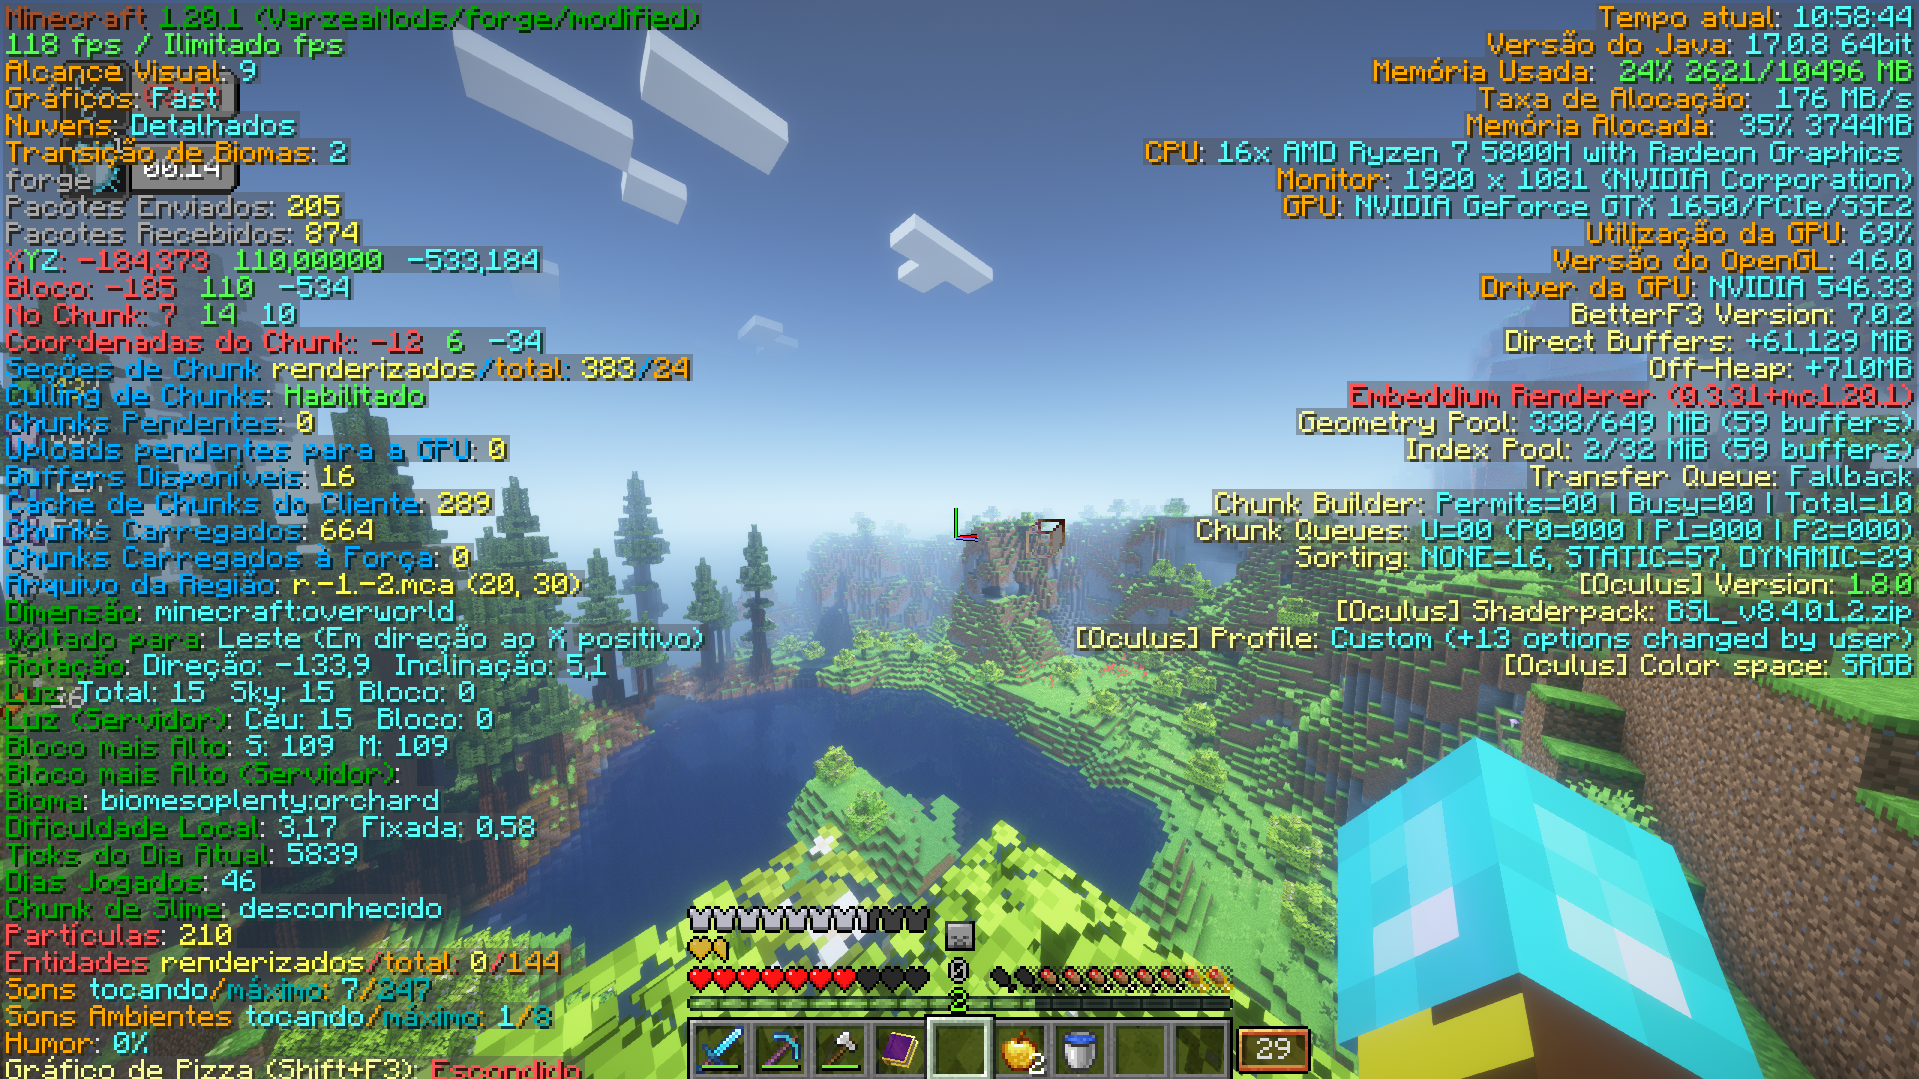 Minecraft 1.20.1 (VarzeaMods/forge/modified)
118 fps / Ilimitado fps
Alcance Visual: 9
Gráficos: Fast
Nuvens: Detalhados
Transição de Biomas: 2
forge
00:14
Pacotes Enviados: 205
Pacotes Recebidos: 874
XYZ: -184,373 110,00000 -533,184
Bloco: -185 110 -534
No Chunk: 7 14 10
Coordenadas do Chunk: -12 6 -34
Seções de Chunk renderizados/total: 383/24
Culling de Chunks: Habilitado
Chunks Pendentes: 0
Uploads pendentes para a GPU: 0
Buffers Disponíveis: 16
Cache de Chunks do Cliente: 289
Chunks Carregados: 664
Chunks Carregados à Força: 0
Arquivo da Região: r.-1.-2.mca (20, 30)
Dimensão: minecraft:overworld
Voltado para: Leste (Em direção ao X positivo)
Rotação: Direção: -133,9 Inclinação: 5,1
Luz: Total: 15 Sky: 15 Bloco: 0
Luz (Servidor): Céu: 15 Bloco: 0
Bloco mais Alto: S: 109 M: 109
Bloco mais Alto (Servidor):
Bioma: biomesoplenty:orchard
Dificuldade Local: 3,17 Fixada: 0,58
Ticks do Dia Atual: 5839
Dias Jogados: 46
Chunk de Slime: desconhecido
Partículas: 210
Entidades renderizados/total: 0/144
Sons tocando/máximo: 7/247
Sons Ambientes tocando/máximo: 1/8
Humor: 0%
Gráfico de Pizza (Shift+F3): Escondido
Tempo atual: 10:58:44
Versão do Java: 17.0.8 64bit
Memória Usada: 24% 2621/10496 MB
Taxa de Alocação: 176 MB/s
Memória Alocada: 35% 3744MB
CPU: 16x AMD Ryzen 7 5800H with Radeon Graphics
Monitor: 1920 x 1081 (NVIDIA Corporation)
GPU: NVIDIA GeForce GTX 1650/PCIe/SSE2
Utilização da GPU: 69%
Versão do OpenGL: 4.6.0
Driver da GPU: NVIDIA 546.33
BetterF3 Version: 7.0.2
Direct Buffers: +61,129 MiB
Off-Heap: +710MB
Embeddium Renderer (0.3.31+mc1.20.1)
Geometry Pool: 338/649 MiB (59 buffers)
Index Pool: 2/32 MiB (59 buffers)
Transfer Queue: Fallback
Chunk Builder: Permits=00 | Busy=00 | Total=10
Chunk Queues: U=00 (P0=000 | P1=000 | P2=000)
Sorting: NONE=16, STATIC=57, DYNAMIC=29
[Oculus] Version: 1.8.0
[Oculus] Shaderpack: BSL_v8.4.01.2.zip
[Oculus] Profile: Custom (+13 options changed by user)
[Oculus] Color space: SRGB
0
2
2
29